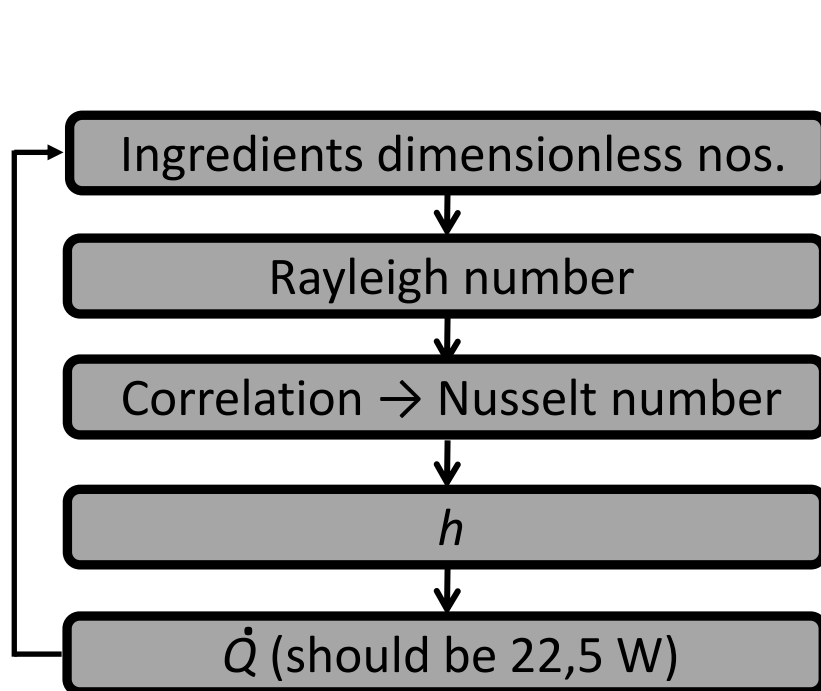 Ingredients dimensionless nos.
Rayleigh number
Correlation → Nusselt number
h
Q̇ (should be 22,5 W)